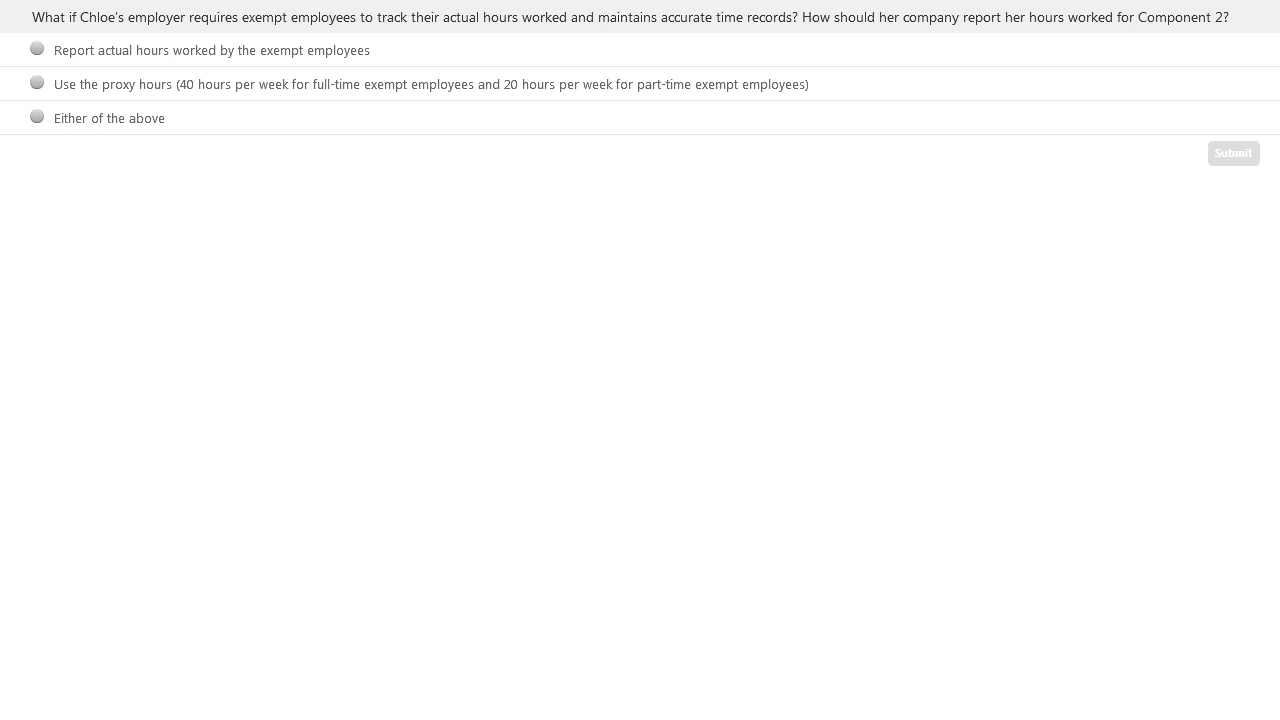 What if Chloe's employer requires exempt employees to track their actual hours worked and maintains accurate time records? How should her company report her hours worked for Component 2?
Report actual hours worked by the exempt employees
Use the proxy hours (40 hours per week for full-time exempt employees and 20 hours per week for part-time exempt employees)
Either of the above
Submit